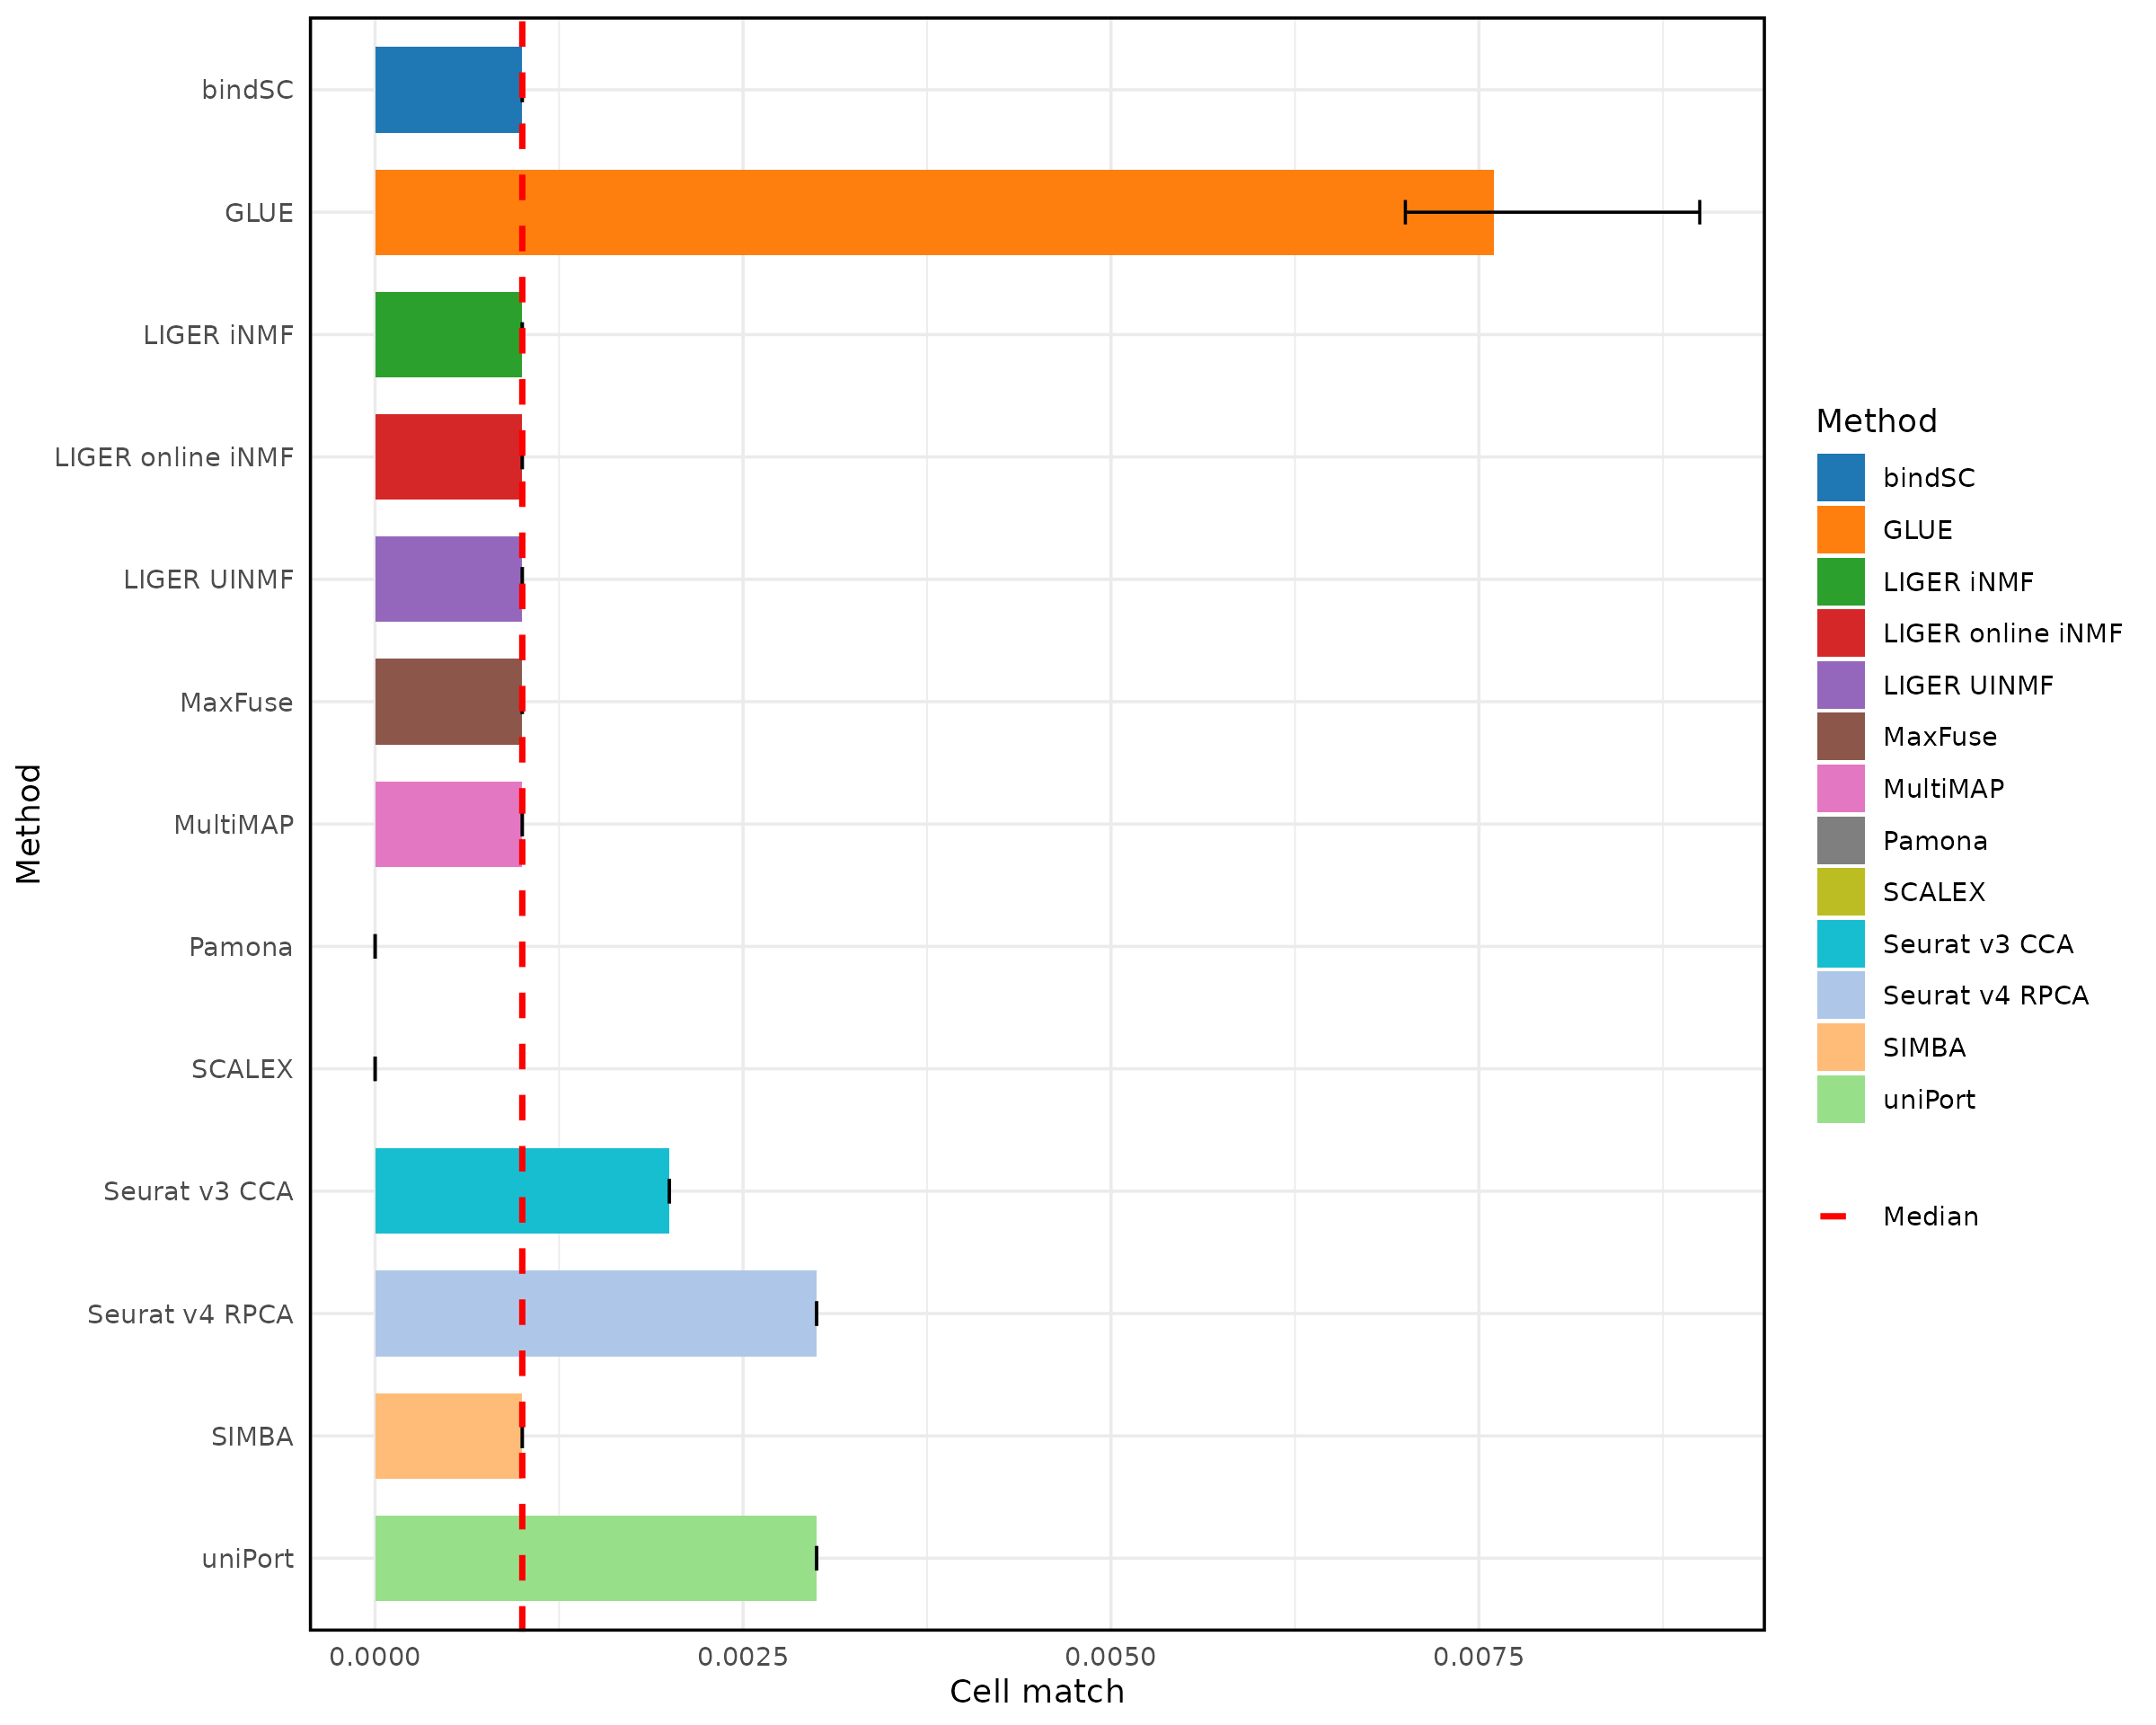 Method
bindSC
GLUE
LIGER iNMF
LIGER online iNMF
LIGER UINMF
MaxFuse
MultiMAP
Pamona
SCALEX
Seurat v3 CCA
Seurat v4 RPCA
SIMBA
uniPort
0.0000 0.0025 0.0050 0.0075
Cell match
Method
bindSC
GLUE
LIGER iNMF
LIGER online iNMF
LIGER UINMF
MaxFuse
MultiMAP
Pamona
SCALEX
Seurat v3 CCA
Seurat v4 RPCA
SIMBA
uniPort
Median